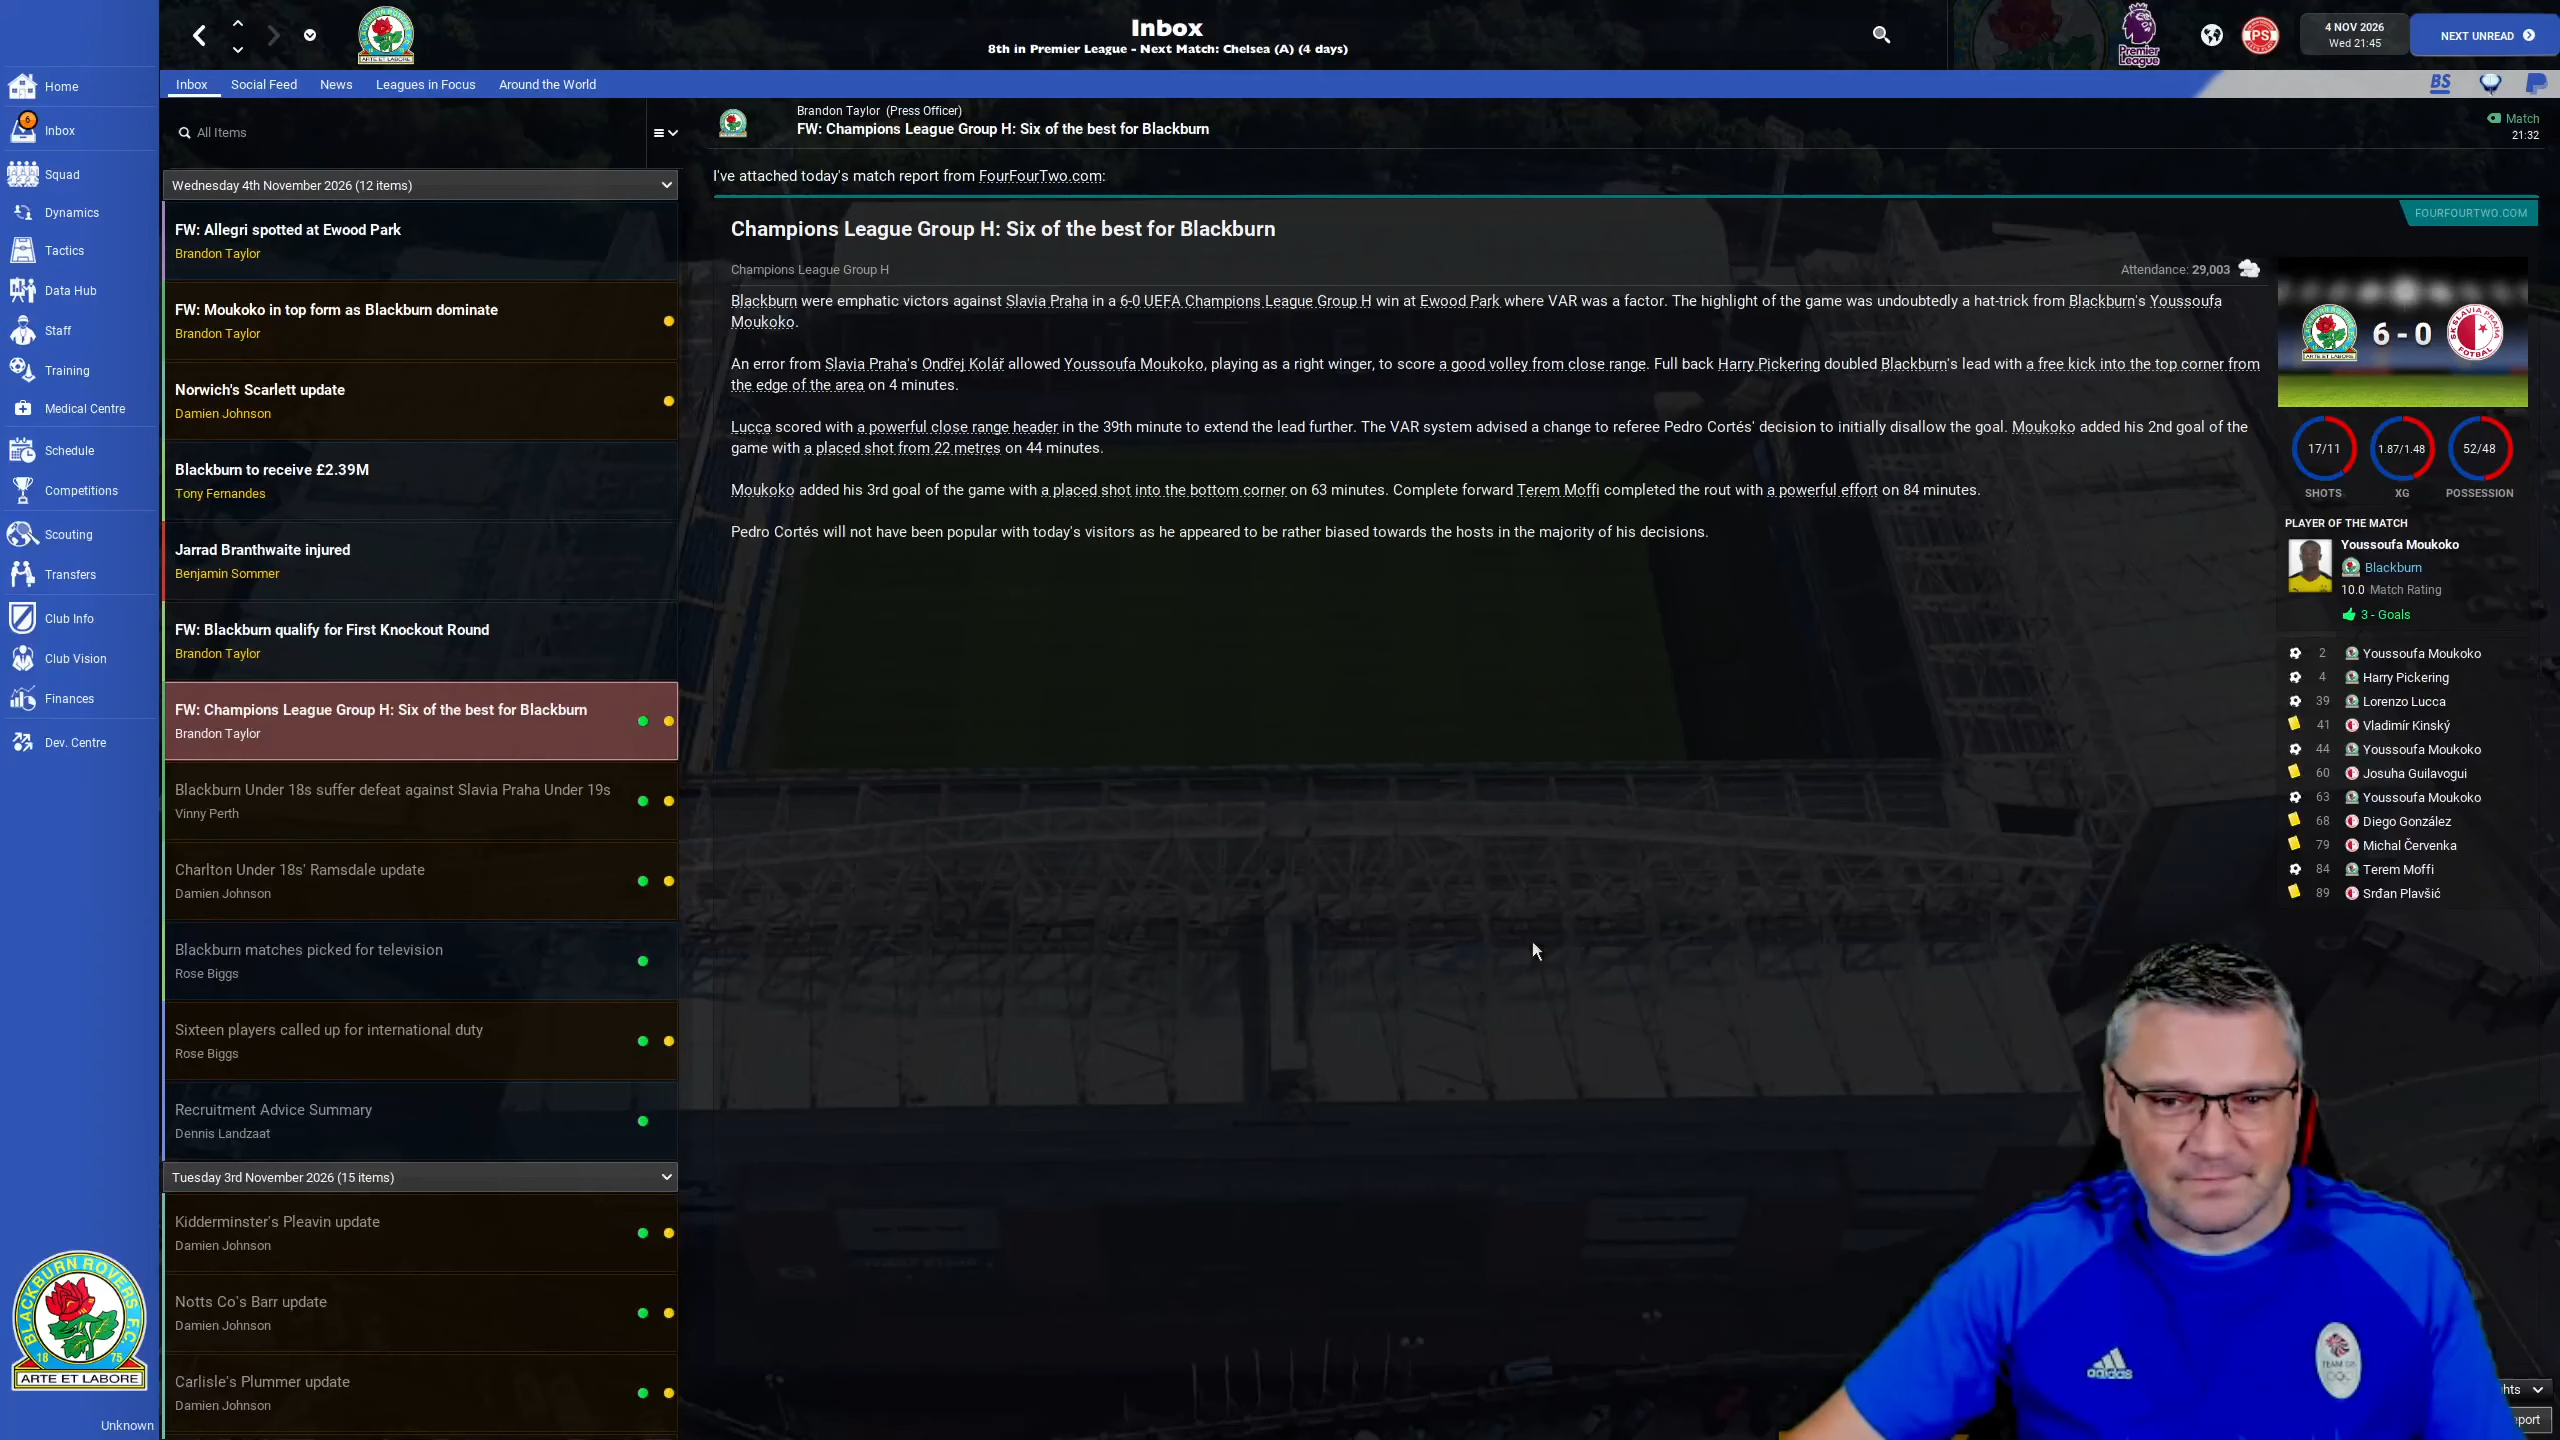 Inbox
8th in Premier League - Next Match: Chelsea (A) (4 days)
Premier League
PS
4 NOV 2026
Wed 21:45
NEXT UNREAD
Inbox
Social Feed
News
Leagues in Focus
Around the World
BS
Home
6
Inbox
Squad
Dynamics
Tactics
Data Hub
Staff
Training
Medical Centre
Schedule
Competitions
Scouting
Transfers
Club Info
Club Vision
Finances
Dev. Centre
BLACKBURN ROVERS F.C.
18 75
ARTE ET LABORE
Unknown
All Items
Wednesday 4th November 2026 (12 items)
FW: Allegri spotted at Ewood Park
Brandon Taylor
FW: Moukoko in top form as Blackburn dominate
Brandon Taylor
Norwich's Scarlett update
Damien Johnson
Blackburn to receive £2.39M
Tony Fernandes
Jarrad Branthwaite injured
Benjamin Sommer
FW: Blackburn qualify for First Knockout Round
Brandon Taylor
FW: Champions League Group H: Six of the best for Blackburn
Brandon Taylor
Blackburn Under 18s suffer defeat against Slavia Praha Under 19s
Vinny Perth
Charlton Under 18s' Ramsdale update
Damien Johnson
Blackburn matches picked for television
Rose Biggs
Sixteen players called up for international duty
Rose Biggs
Recruitment Advice Summary
Dennis Landzaat
Tuesday 3rd November 2026 (15 items)
Kidderminster's Pleavin update
Damien Johnson
Notts Co's Barr update
Damien Johnson
Carlisle's Plummer update
Damien Johnson
Brandon Taylor (Press Officer)
FW: Champions League Group H: Six of the best for Blackburn
Match
21:32
I've attached today's match report from FourFourTwo.com:
FOURFOURTWO.COM
Champions League Group H: Six of the best for Blackburn
Champions League Group H
Attendance: 29,003
Blackburn were emphatic victors against Slavia Praha in a 6-0 UEFA Champions League Group H win at Ewood Park where VAR was a factor. The highlight of the game was undoubtedly a hat-trick from Blackburn's Youssoufa
Moukoko.
An error from Slavia Praha's Ondřej Kolář allowed Youssoufa Moukoko, playing as a right winger, to score a good volley from close range. Full back Harry Pickering doubled Blackburn's lead with a free kick into the top corner from
the edge of the area on 4 minutes.
Lucca scored with a powerful close range header in the 39th minute to extend the lead further. The VAR system advised a change to referee Pedro Cortés' decision to initially disallow the goal. Moukoko added his 2nd goal of the
game with a placed shot from 22 metres on 44 minutes.
Moukoko added his 3rd goal of the game with a placed shot into the bottom corner on 63 minutes. Complete forward Terem Moffi completed the rout with a powerful effort on 84 minutes.
Pedro Cortés will not have been popular with today's visitors as he appeared to be rather biased towards the hosts in the majority of his decisions.
6 - 0
17/11
1.87/1.48
52/48
SHOTS
XG
POSSESSION
PLAYER OF THE MATCH
Youssoufa Moukoko
Blackburn
10.0 Match Rating
3 - Goals
2 Youssoufa Moukoko
4 Harry Pickering
39 Lorenzo Lucca
41 Vladimír Kinský
44 Youssoufa Moukoko
60 Josuha Guilavogui
63 Youssoufa Moukoko
68 Diego González
79 Michal Červenka
84 Terem Moffi
89 Srđan Plavšić
adidas
TEAM GB